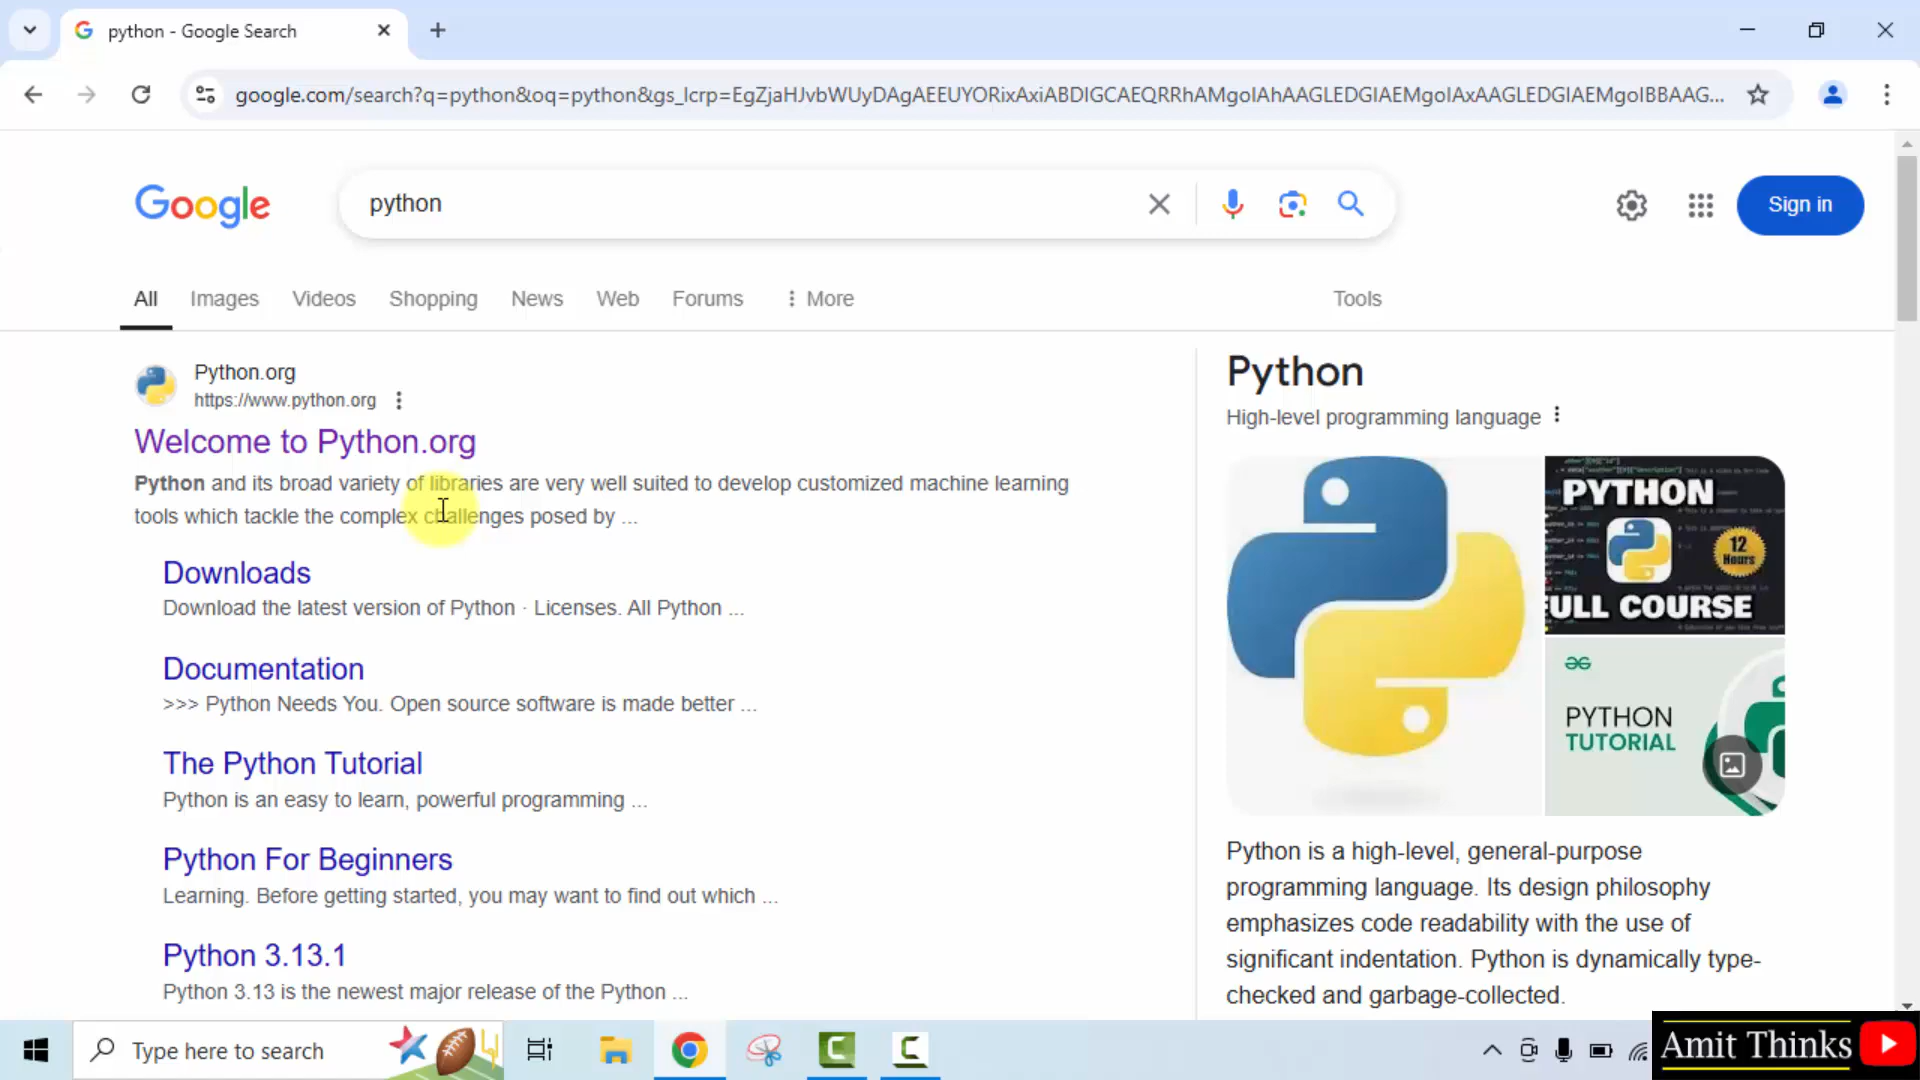 python - Google Search
google.com/search?q=python&oq=python&gs_lcrp=EgZjaHJvbWUyDAgAEEUYORixAxiABDIGCAEQRRhAMgoIAhAAGLEDGIAEMgoIAxAAGLEDGIAEMgoIBBAAG...
Google
python
Sign in
All Images Videos Shopping News Web Forums More Tools
Python.org
https://www.python.org
Welcome to Python.org
Python and its broad variety of libraries are very well suited to develop customized machine learning
tools which tackle the complex challenges posed by ...
Downloads
Download the latest version of Python · Licenses. All Python ...
Documentation
>>> Python Needs You. Open source software is made better ...
The Python Tutorial
Python is an easy to learn, powerful programming ...
Python For Beginners
Learning. Before getting started, you may want to find out which ...
Python 3.13.1
Python 3.13 is the newest major release of the Python ...
Python
High-level programming language
PYTHON
12
Hours
FULL COURSE
PYTHON
TUTORIAL
Python is a high-level, general-purpose
programming language. Its design philosophy
emphasizes code readability with the use of
significant indentation. Python is dynamically type-
checked and garbage-collected.
Type here to search
Amit Thinks